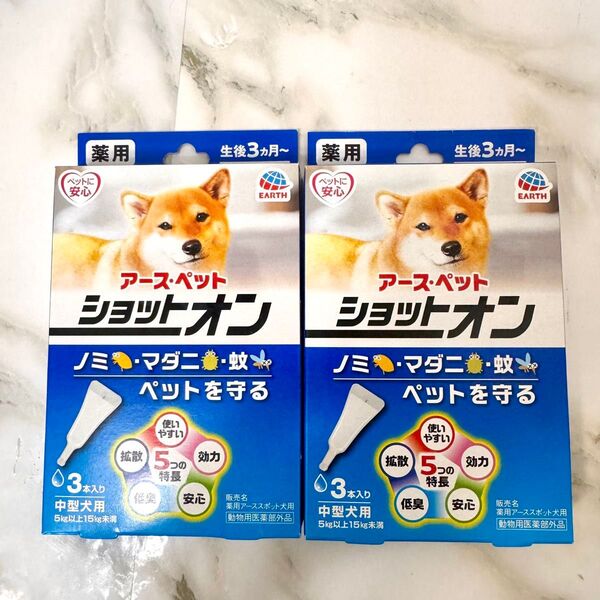 薬用
生後3ヵ月~
ペットに
安心
EARTH
アース・ペット
ショットオン
ノミ・マダニ・蚊
ペットを守る
使い
やすい
拡散
5つの
特長
効力
低臭
安心
3本入り
中型犬用
5kg以上15kg未満
販売名
薬用アーススポット犬用
動物用医薬部外品
薬用
生後3ヵ月~
ペットに
安心
EARTH
アース・ペット
ショットオン
ノミ・マダニ・蚊
ペットを守る
使い
やすい
拡散
5つの
特長
効力
低臭
安心
3本入り
中型犬用
5kg以上15kg未満
販売名
薬用アーススポット犬用
動物用医薬部外品